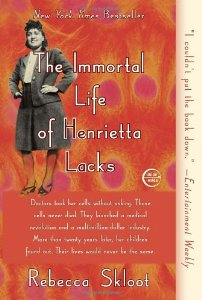 New York Times Bestseller
The Immortal
Life
of Henrietta
Lacks
Doctors took her cells without asking. Those
cells never died. They launched a medical
revolution and a multimillion-dollar industry.
More than twenty years later, her children
found out. Their lives would never be the same.
Rebecca Skloot
"I couldn't put the book down." —Entertainment Weekly